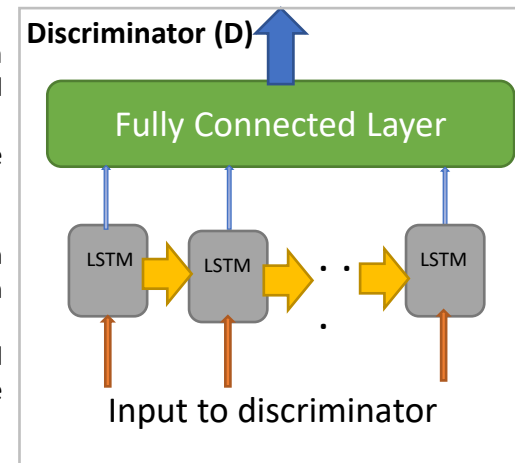 Discriminator (D)
Fully Connected Layer
LSTM
LSTM
. . .
LSTM
Input to discriminator